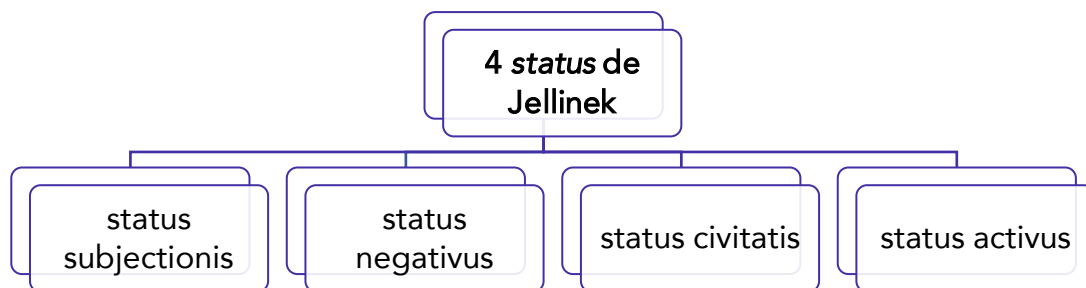 4 status de
Jellinek
status
subjectionis
status
negativus
status civitatis
status activus